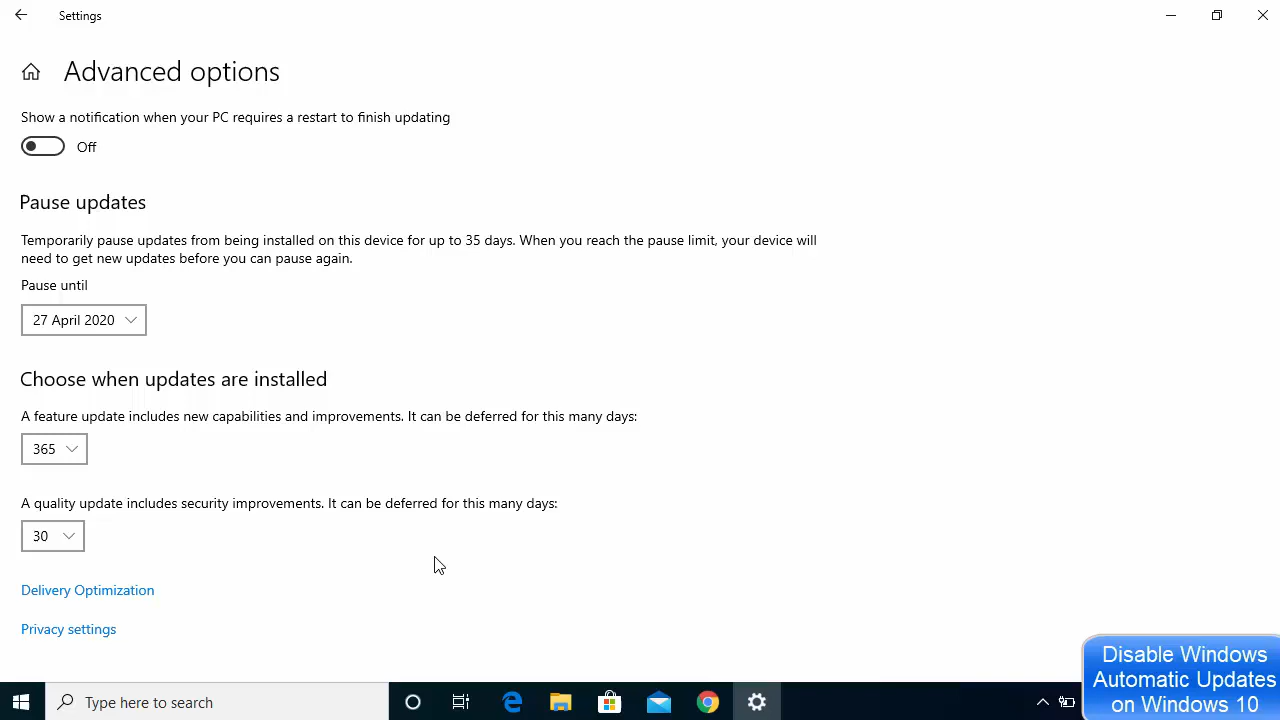 Settings
Advanced options
Show a notification when your PC requires a restart to finish updating
Off
Pause updates
Temporarily pause updates from being installed on this device for up to 35 days. When you reach the pause limit, your device will
need to get new updates before you can pause again.
Pause until
27 April 2020
Choose when updates are installed
A feature update includes new capabilities and improvements. It can be deferred for this many days:
365
A quality update includes security improvements. It can be deferred for this many days:
30
Delivery Optimization
Privacy settings
Type here to search
Disable Windows
Automatic Updates
on Windows 10